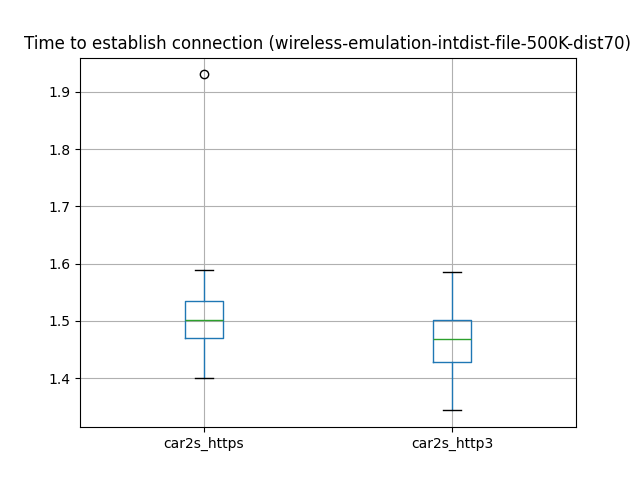 Time to establish connection (wireless-emulation-intdist-file-500K-dist70)
1.9
1.8
1.7
1.6
1.5
1.4
car2s_https
car2s_http3